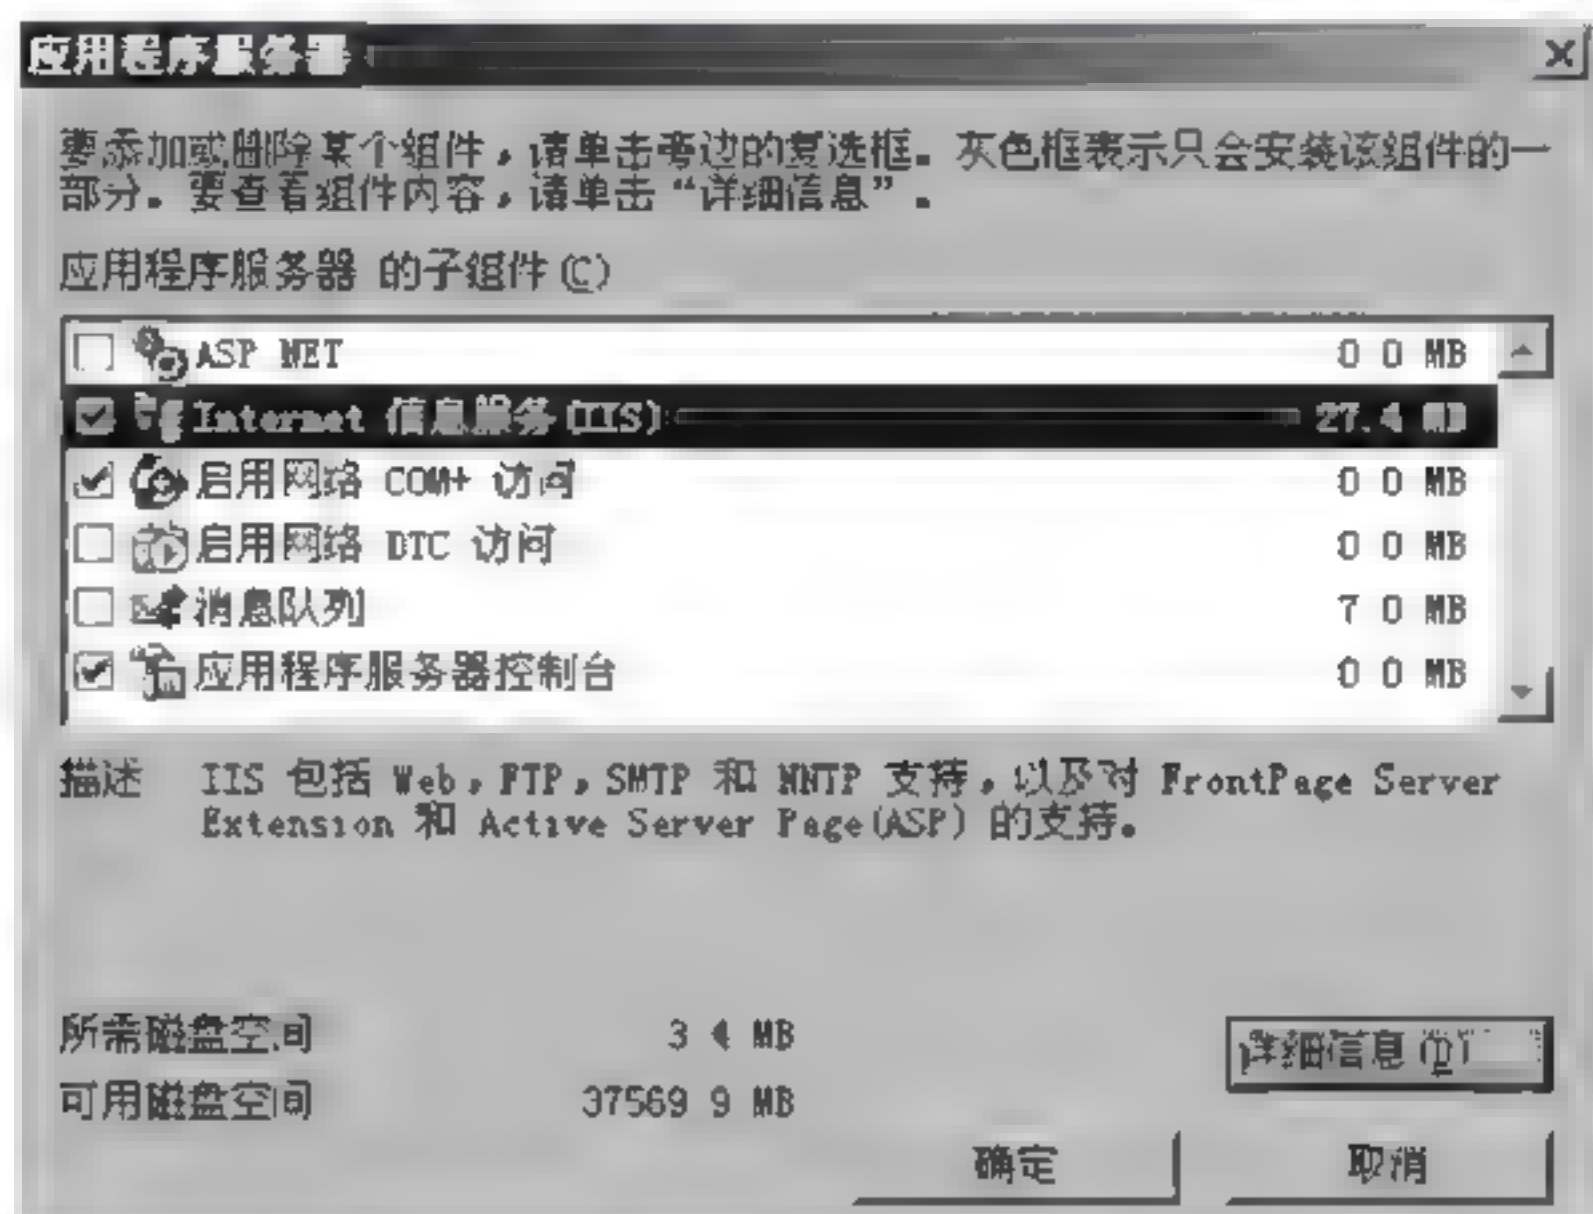 应用程序服务器
要添加或删除某个组件，请单击旁边的复选框。灰色框表示只会安装该组件的一
部分。要查看组件内容，请单击“详细信息”。
应用程序服务器 的子组件(C)
ASP NET 0 0 MB
Internet 信息服务(IIS) 27.4 MB
启用网络 COM+ 访问 0 0 MB
启用网络 DTC 访问 0 0 MB
消息队列 7 0 MB
应用程序服务器控制台 0 0 MB
描述 IIS 包括 Web，FTP，SMTP 和 NNTP 支持，以及对 FrontPage Server
Extension 和 Active Server Page(ASP) 的支持。
所需磁盘空间 3 4 MB
详细信息(D)
可用磁盘空间 37569 9 MB
确定 取消